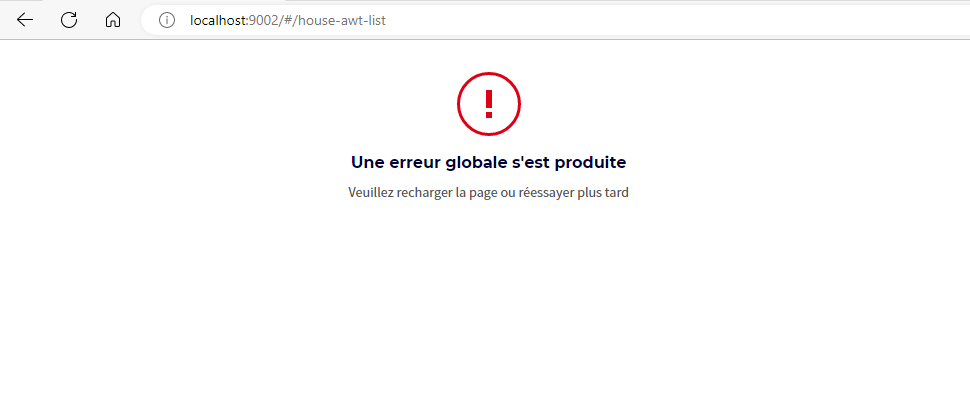 localhost:9002/#/house-awt-list
!
Une erreur globale s'est produite
Veuillez recharger la page ou réessayer plus tard